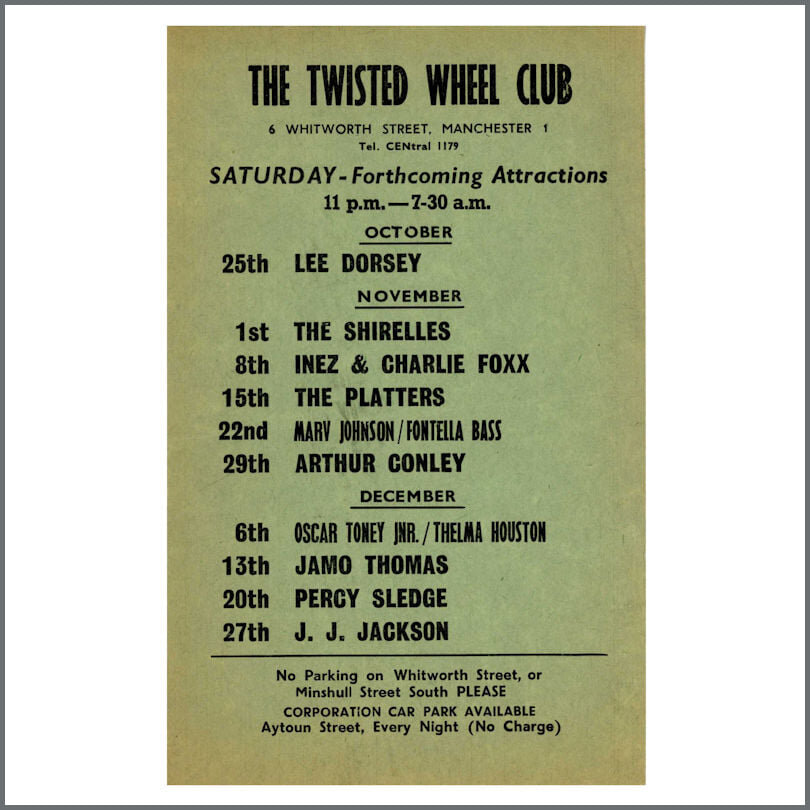 THE TWISTED WHEEL CLUB
6 WHITWORTH STREET, MANCHESTER 1
Tel. CENtral 1179
SATURDAY - Forthcoming Attractions
11 p.m. — 7-30 a.m.
OCTOBER
25th LEE DORSEY
NOVEMBER
1st THE SHIRELLES
8th INEZ & CHARLIE FOXX
15th THE PLATTERS
22nd MARV JOHNSON / FONTELLA BASS
29th ARTHUR CONLEY
DECEMBER
6th OSCAR TONEY JNR. / THELMA HOUSTON
13th JAMO THOMAS
20th PERCY SLEDGE
27th J. J. JACKSON
No Parking on Whitworth Street, or
Minshull Street South PLEASE
CORPORATION CAR PARK AVAILABLE
Aytoun Street, Every Night (No Charge)